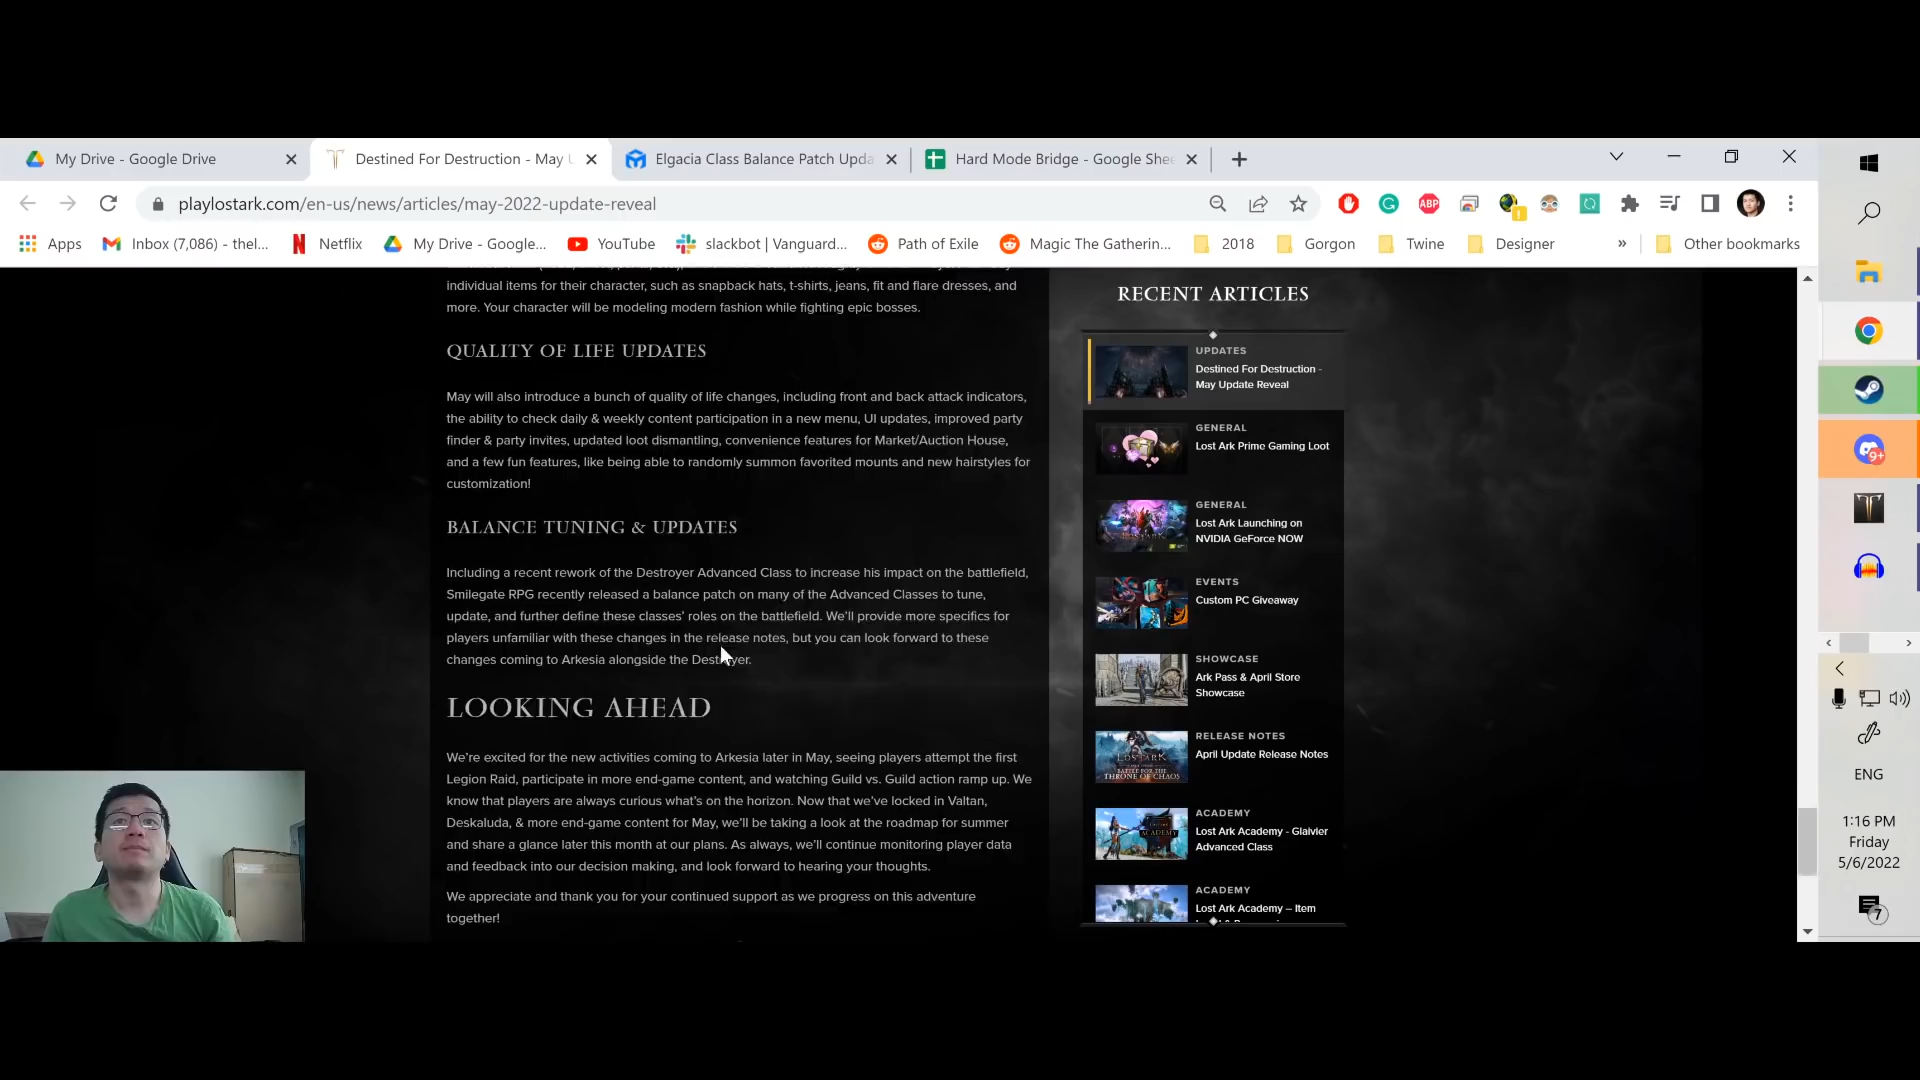 My Drive - Google Drive
Destined For Destruction - May U
Elgacia Class Balance Patch Upda
Hard Mode Bridge - Google Shee
playlostark.com/en-us/news/articles/may-2022-update-reveal
ABP
Apps
Inbox (7,086) - thel...
Netflix
My Drive - Google...
YouTube
slackbot | Vanguard...
Path of Exile
Magic The Gatherin...
2018
Gorgon
Twine
Designer
»
Other bookmarks
individual items for their character, such as snapback hats, t-shirts, jeans, fit and flare dresses, and
more. Your character will be modeling modern fashion while fighting epic bosses.
QUALITY OF LIFE UPDATES
May will also introduce a bunch of quality of life changes, including front and back attack indicators,
the ability to check daily & weekly content participation in a new menu, UI updates, improved party
finder & party invites, updated loot dismantling, convenience features for Market/Auction House,
and a few fun features, like being able to randomly summon favorited mounts and new hairstyles for
customization!
BALANCE TUNING & UPDATES
Including a recent rework of the Destroyer Advanced Class to increase his impact on the battlefield,
Smilegate RPG recently released a balance patch on many of the Advanced Classes to tune,
update, and further define these classes' roles on the battlefield. We'll provide more specifics for
players unfamiliar with these changes in the release notes, but you can look forward to these
changes coming to Arkesia alongside the Destroyer.
LOOKING AHEAD
We're excited for the new activities coming to Arkesia later in May, seeing players attempt the first
Legion Raid, participate in more end-game content, and watching Guild vs. Guild action ramp up. We
know that players are always curious what's on the horizon. Now that we've locked in Valtan,
Deskaluda, & more end-game content for May, we'll be taking a look at the roadmap for summer
and share a glance later this month at our plans. As always, we'll continue monitoring player data
and feedback into our decision making, and look forward to hearing your thoughts.
We appreciate and thank you for your continued support as we progress on this adventure
together!
RECENT ARTICLES
UPDATES
Destined For Destruction -
May Update Reveal
GENERAL
Lost Ark Prime Gaming Loot
GENERAL
Lost Ark Launching on
NVIDIA GeForce NOW
EVENTS
Custom PC Giveaway
SHOWCASE
Ark Pass & April Store
Showcase
RELEASE NOTES
April Update Release Notes
LOST ARK
BATTLE FOR THE
THRONE OF CHAOS
ACADEMY
Lost Ark Academy - Glaivier
Advanced Class
ACADEMY
ACADEMY
Lost Ark Academy – Item
9+
ENG
1:16 PM
Friday
5/6/2022
7